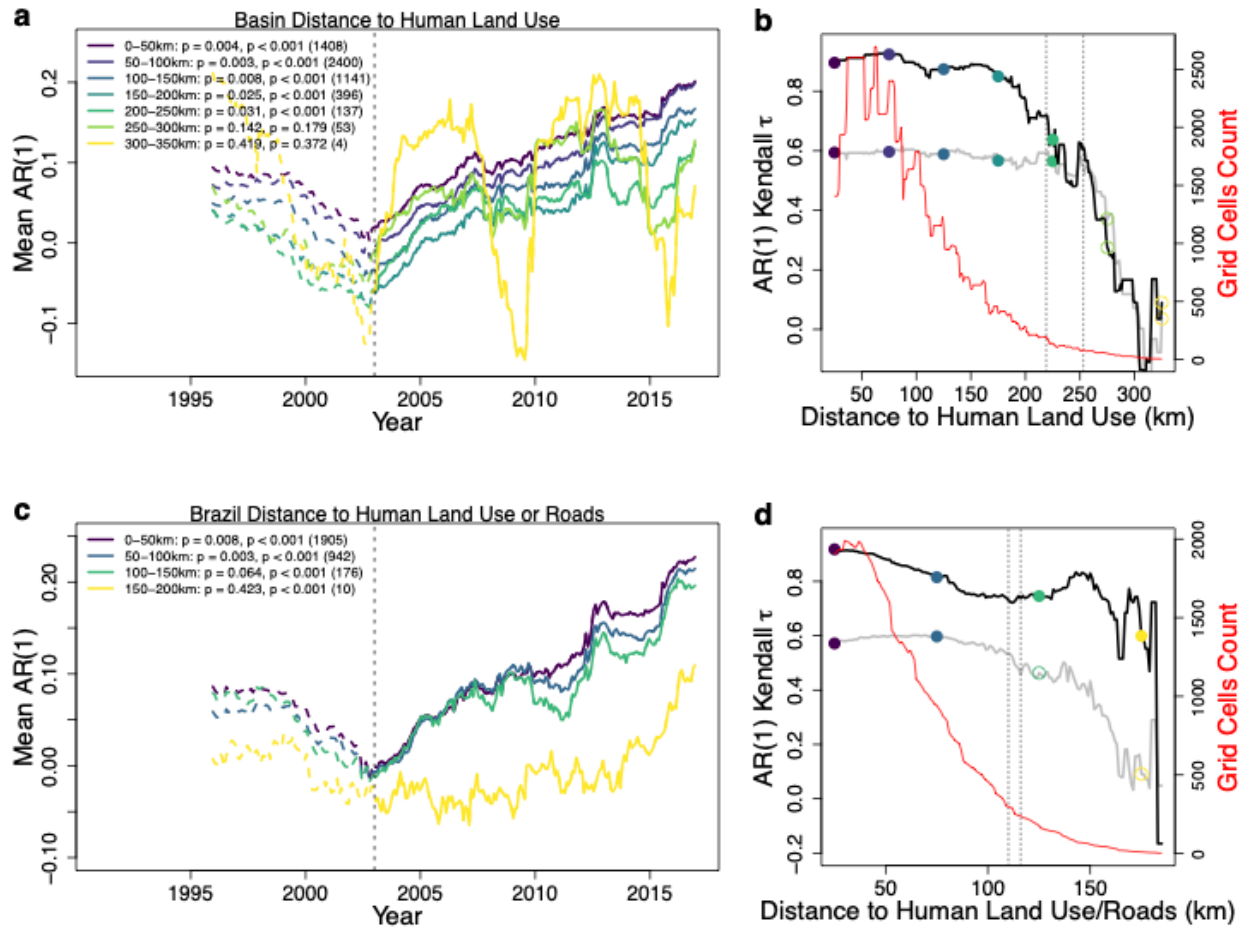 a
Basin Distance to Human Land Use
0−50km: p = 0.004, p < 0.001 (1408)
50−100km: p = 0.003, p < 0.001 (2400)
100−150km: p = 0.008, p < 0.001 (1141)
150−200km: p = 0.025, p < 0.001 (396)
200−250km: p = 0.031, p < 0.001 (137)
250−300km: p = 0.142, p = 0.179 (53)
300−350km: p = 0.419, p = 0.372 (4)
Mean AR(1)
0.2
0.1
0.0
−0.1
1995 2000 2005 2010 2015
Year
b
AR(1) Kendall τ
0.8
0.6
0.4
0.2
0.0
2500
2000
1500
1000
500
0
Grid Cells Count
50 100 150 200 250 300
Distance to Human Land Use (km)
c
Brazil Distance to Human Land Use or Roads
0−50km: p = 0.008, p < 0.001 (1905)
50−100km: p = 0.003, p < 0.001 (942)
100−150km: p = 0.064, p < 0.001 (176)
150−200km: p = 0.423, p < 0.001 (10)
Mean AR(1)
0.20
0.10
0.00
−0.10
1995 2000 2005 2010 2015
Year
d
AR(1) Kendall τ
0.8
0.6
0.4
0.2
0.0
−0.2
2000
1500
1000
500
0
Grid Cells Count
50 100 150
Distance to Human Land Use/Roads (km)